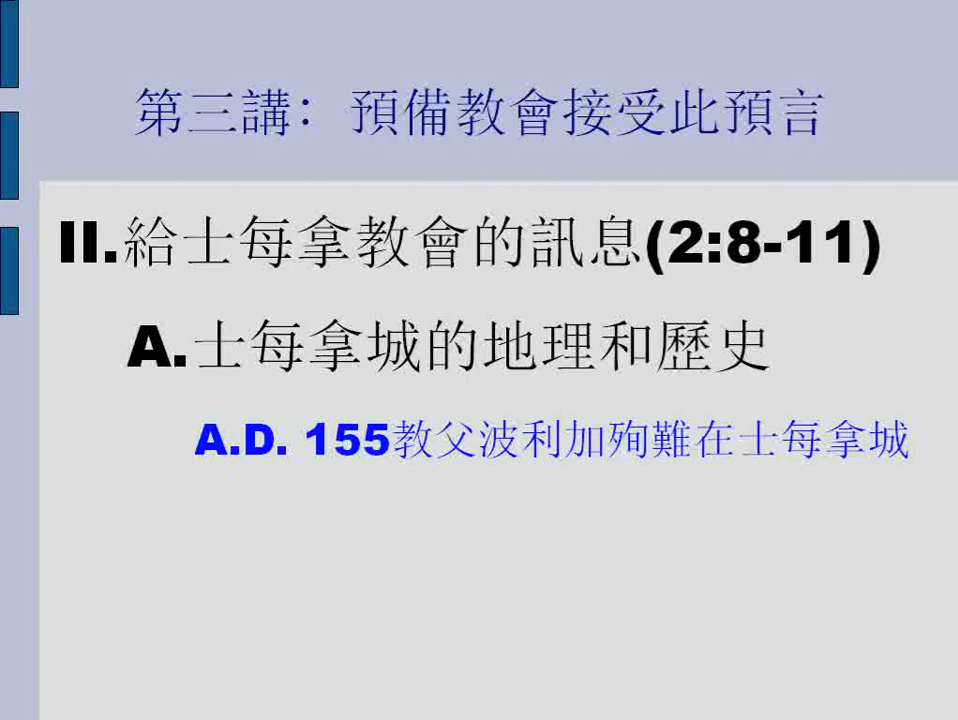 第三講：預備教會接受此預言
II.給士每拿教會的訊息(2:8-11)
A.士每拿城的地理和歷史
A.D. 155教父波利加殉難在士每拿城